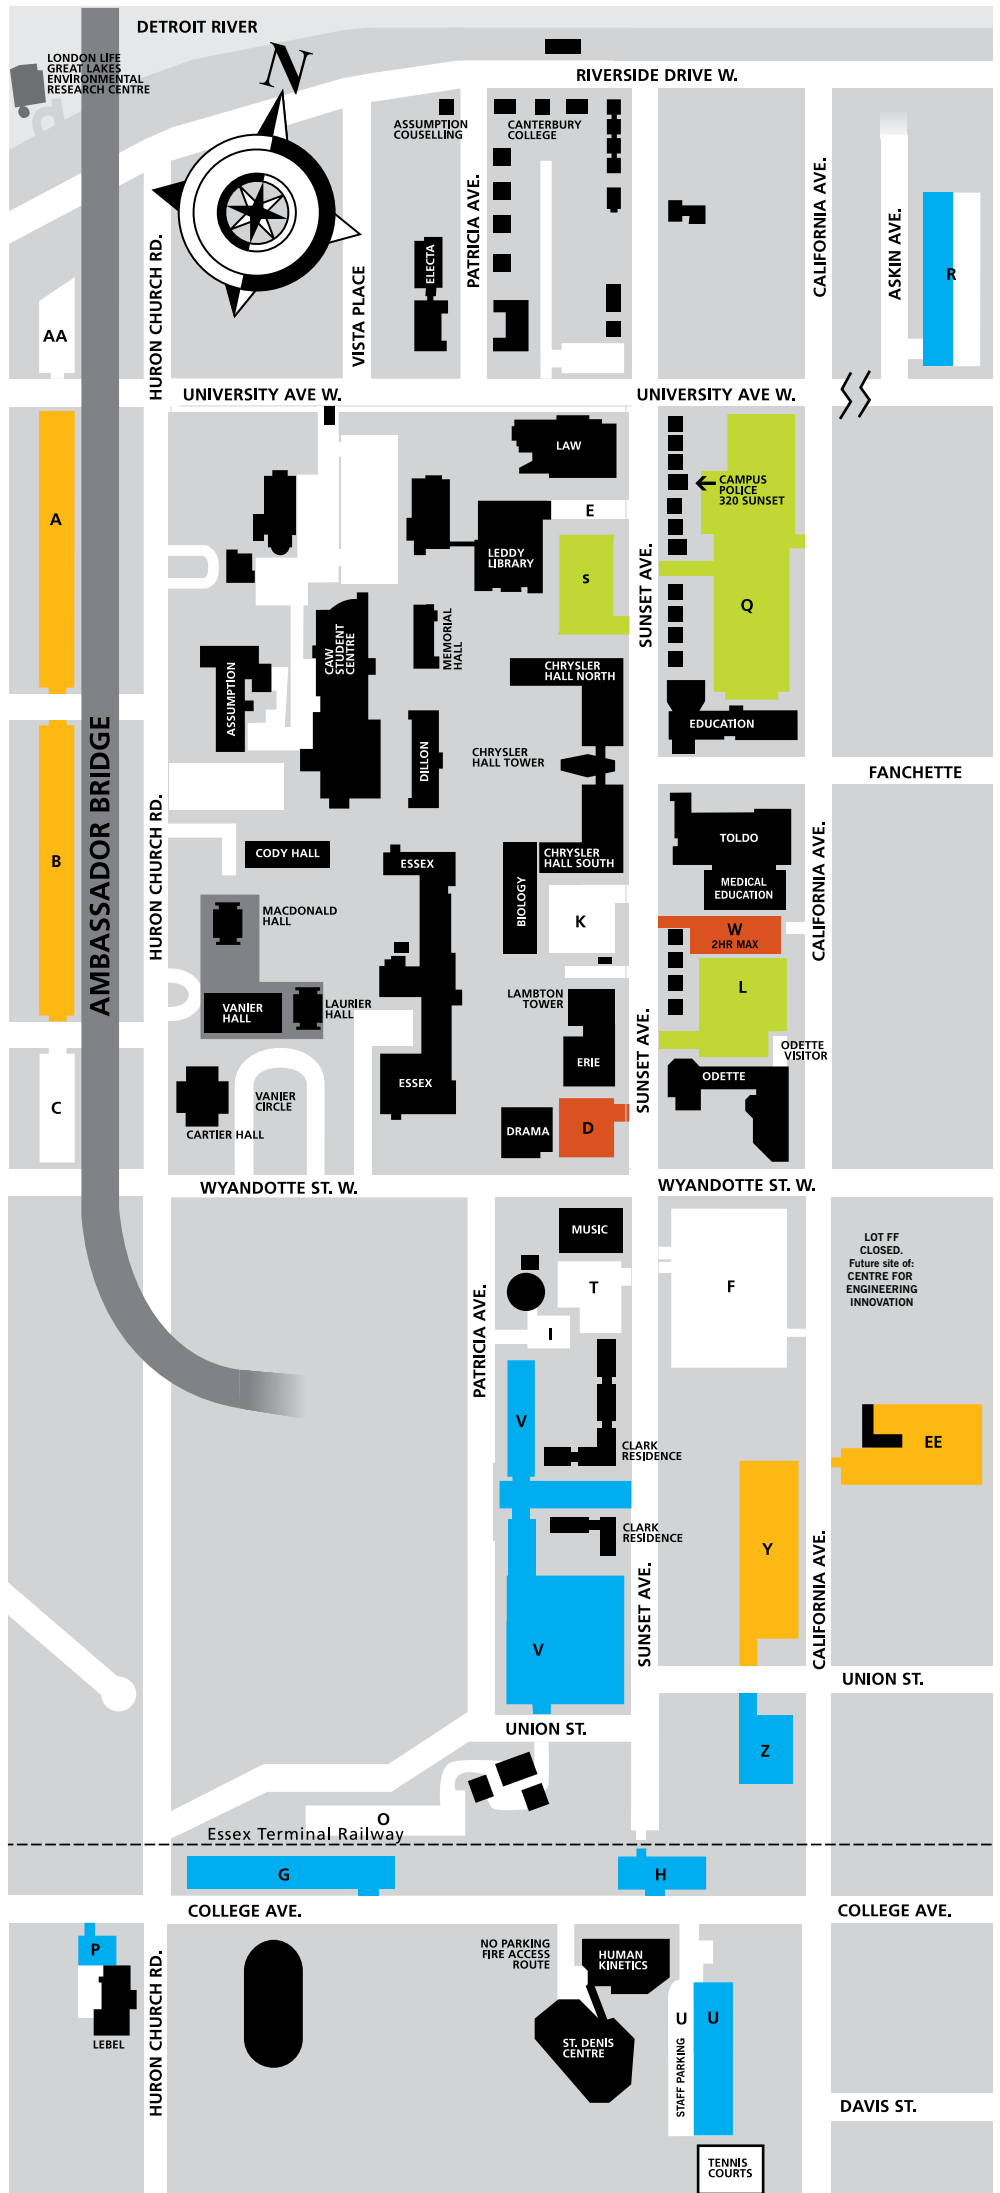 DETROIT RIVER
LONDON LIFE
GREAT LAKES
ENVIRONMENTAL
RESEARCH CENTRE
N
RIVERSIDE DRIVE W.
ASSUMPTION
COUSELLING
CANTERBURY
COLLEGE
HURON CHURCH RD.
VISTA PLACE
ELECTA
PATRICIA AVE.
CALIFORNIA AVE.
ASKIN AVE.
R
AA
UNIVERSITY AVE W.
UNIVERSITY AVE W.
LAW
CAMPUS
POLICE
320 SUNSET
E
A
LEDDY
LIBRARY
S
SUNSET AVE.
Q
CAW
STUDENT
CENTRE
MEMORIAL
HALL
ASSUMPTION
CHRYSLER
HALL NORTH
EDUCATION
AMBASSADOR BRIDGE
DILLON
CHRYSLER
HALL TOWER
FANCHETTE
HURON CHURCH RD.
B
CODY HALL
ESSEX
CHRYSLER
HALL SOUTH
TOLDO
MEDICAL
EDUCATION
CALIFORNIA AVE.
BIOLOGY
K
MACDONALD
HALL
W
2HR MAX
L
VANIER
HALL
LAURIER
HALL
LAMBTON
TOWER
SUNSET AVE.
ODETTE
VISITOR
ERIE
ODETTE
ESSEX
C
VANIER
CIRCLE
CARTIER HALL
DRAMA
D
WYANDOTTE ST. W.
WYANDOTTE ST. W.
MUSIC
LOT FF
CLOSED.
Future site of:
CENTRE FOR
ENGINEERING
INNOVATION
T
F
I
PATRICIA AVE.
V
CLARK
RESIDENCE
EE
CLARK
RESIDENCE
Y
SUNSET AVE.
CALIFORNIA AVE.
V
UNION ST.
UNION ST.
Z
O
Essex Terminal Railway
G
H
COLLEGE AVE.
COLLEGE AVE.
P
NO PARKING
FIRE ACCESS
ROUTE
HUMAN
KINETICS
HURON CHURCH RD.
LEBEL
ST. DENIS
CENTRE
U
U
STAFF PARKING
DAVIS ST.
TENNIS
COURTS